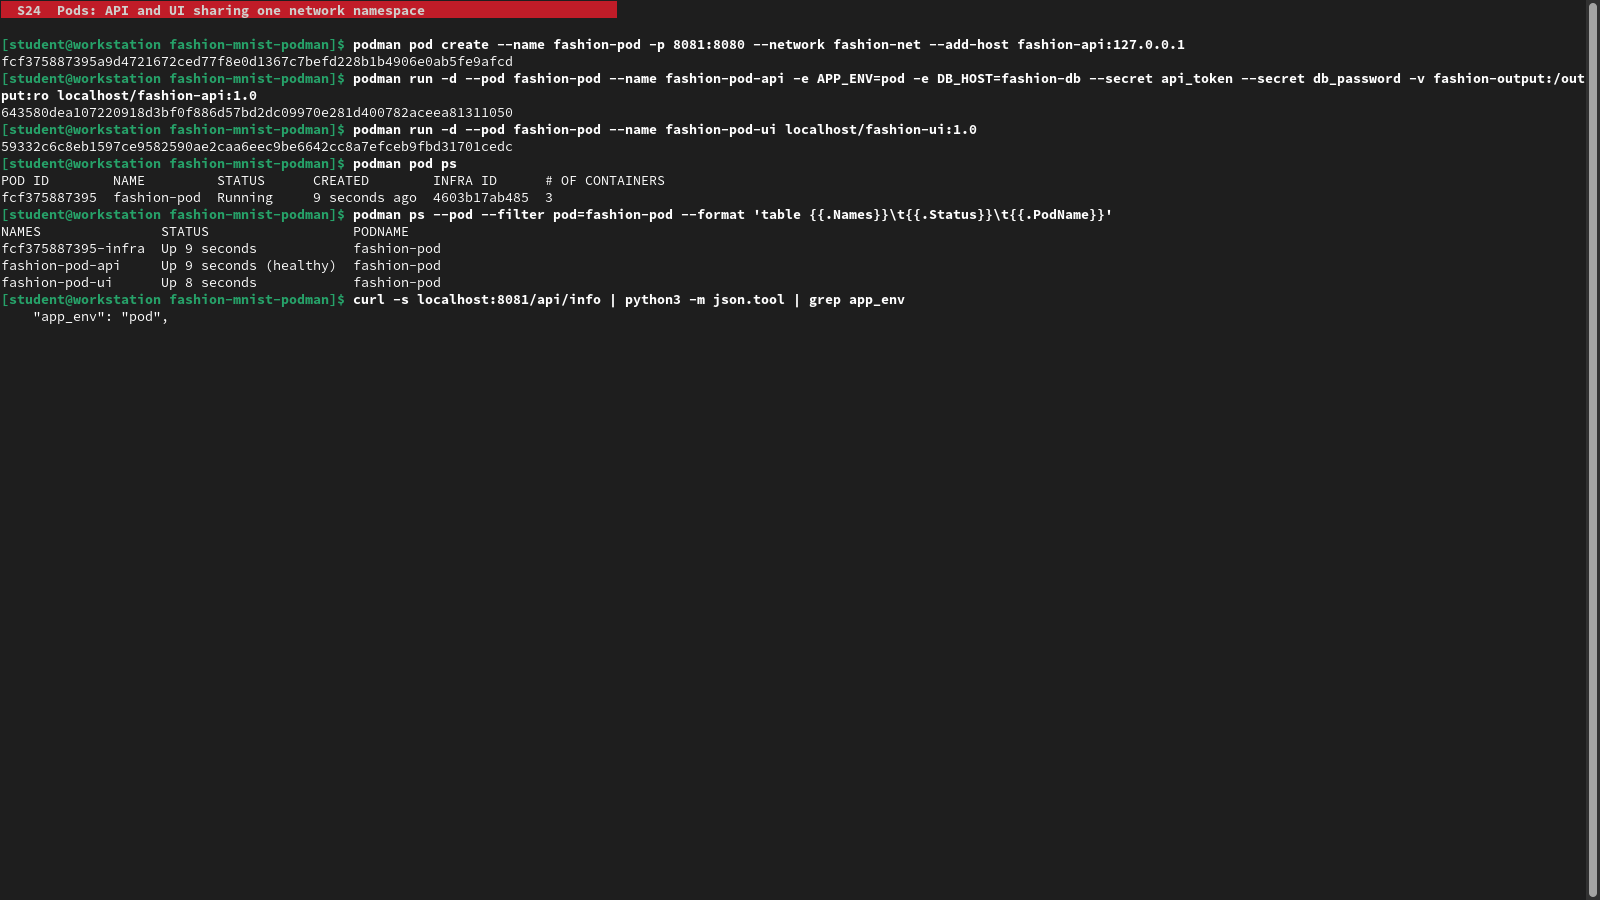 S24  Pods: API and UI sharing one network namespace
[student@workstation fashion-mnist-podman]$ podman pod create --name fashion-pod -p 8081:8080 --network fashion-net --add-host fashion-api:127.0.0.1
fcf375887395a9d4721672ced77f8e0d1367c7befd228b1b4906e0ab5fe9afcd
[student@workstation fashion-mnist-podman]$ podman run -d --pod fashion-pod --name fashion-pod-api -e APP_ENV=pod -e DB_HOST=fashion-db --secret api_token --secret db_password -v fashion-output:/out
put:ro localhost/fashion-api:1.0
643580dea107220918d3bf0f886d57bd2dc09970e281d400782aceea81311050
[student@workstation fashion-mnist-podman]$ podman run -d --pod fashion-pod --name fashion-pod-ui localhost/fashion-ui:1.0
59332c6c8eb1597ce9582590ae2caa6eec9be6642cc8a7efceb9fbd31701cedc
[student@workstation fashion-mnist-podman]$ podman pod ps
POD ID        NAME         STATUS      CREATED        INFRA ID      # OF CONTAINERS
fcf375887395  fashion-pod  Running     9 seconds ago  4603b17ab485  3
[student@workstation fashion-mnist-podman]$ podman ps --pod --filter pod=fashion-pod --format 'table {{.Names}}\t{{.Status}}\t{{.PodName}}'
NAMES               STATUS                  PODNAME
fcf375887395-infra  Up 9 seconds            fashion-pod
fashion-pod-api     Up 9 seconds (healthy)  fashion-pod
fashion-pod-ui      Up 8 seconds            fashion-pod
[student@workstation fashion-mnist-podman]$ curl -s localhost:8081/api/info | python3 -m json.tool | grep app_env
    "app_env": "pod",